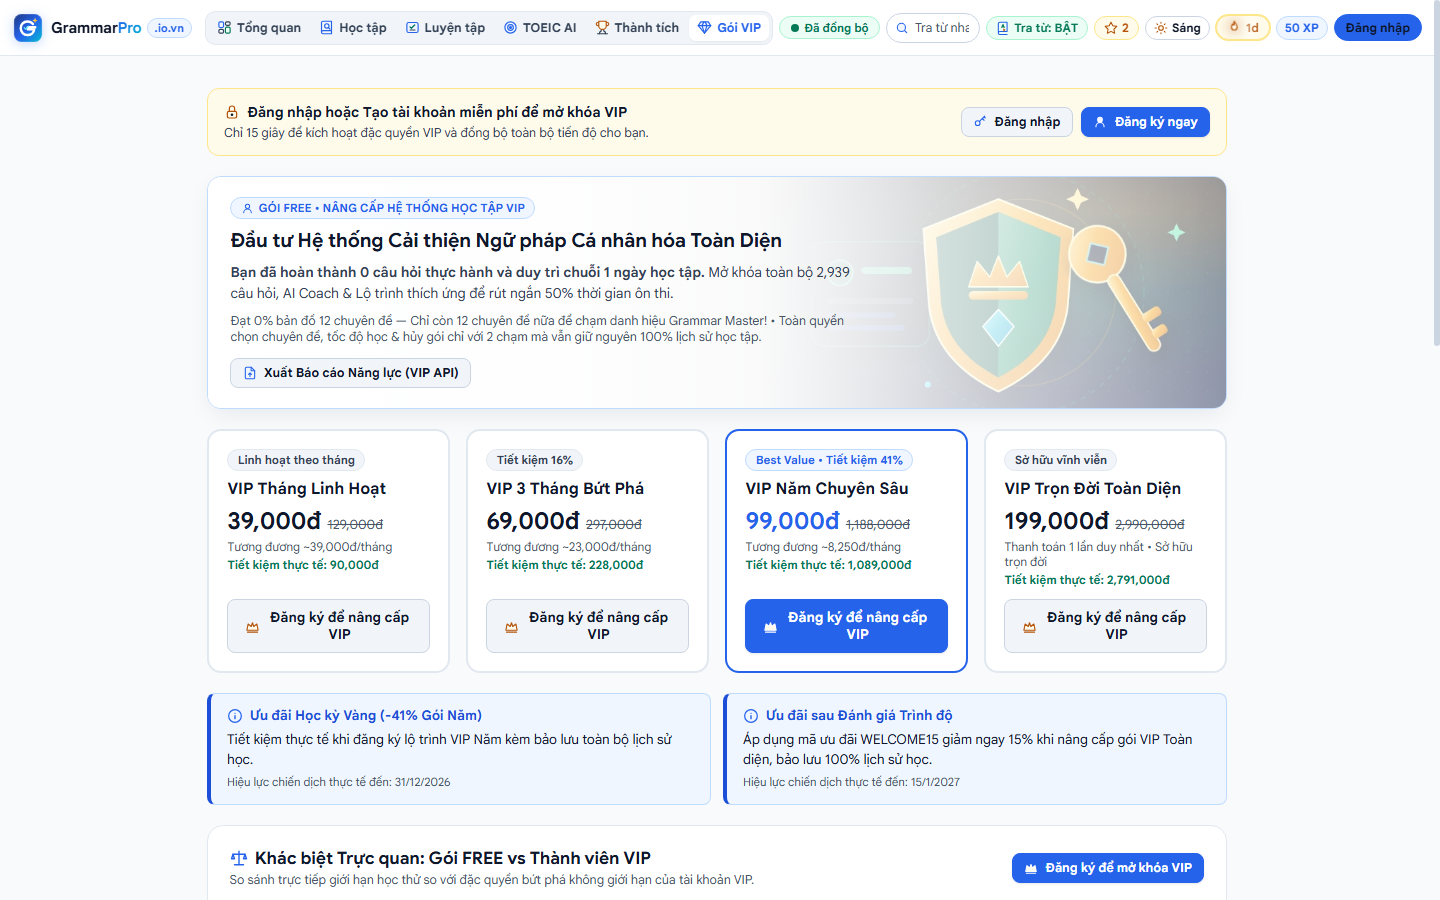 GrammarPro .io.vn Tổng quan Học tập Luyện tập TOEIC AI Thành tích Gói VIP Đã đồng bộ Tra từ: BẬT 2 Sáng 1d 50 XP Đăng nhập
Đăng nhập hoặc Tạo tài khoản miễn phí để mở khóa VIP
Chỉ 15 giây để kích hoạt đặc quyền VIP và đồng bộ toàn bộ tiến độ cho bạn.
Đăng nhập
Đăng ký ngay
GÓI FREE • NÂNG CẤP HỆ THỐNG HỌC TẬP VIP
Đầu tư Hệ thống Cải thiện Ngữ pháp Cá nhân hóa Toàn Diện
Bạn đã hoàn thành 0 câu hỏi thực hành và duy trì chuỗi 1 ngày học tập. Mở khóa toàn bộ 2,939
câu hỏi, AI Coach & Lộ trình thích ứng để rút ngắn 50% thời gian ôn thi.
Đạt 0% bản đồ 12 chuyên đề — Chỉ còn 12 chuyên đề nữa để chạm danh hiệu Grammar Master! • Toàn quyền
chọn chuyên đề, tốc độ học & hủy gói chỉ với 2 chạm mà vẫn giữ nguyên 100% lịch sử học tập.
Xuất Báo cáo Năng lực (VIP API)
Linh hoạt theo tháng
VIP Tháng Linh Hoạt
39,000đ 129,000đ
Tương đương ~39,000đ/tháng
Tiết kiệm thực tế: 90,000đ
Đăng ký để nâng cấp
VIP
Tiết kiệm 16%
VIP 3 Tháng Bứt Phá
69,000đ 297,000đ
Tương đương ~23,000đ/tháng
Tiết kiệm thực tế: 228,000đ
Đăng ký để nâng cấp
VIP
Best Value • Tiết kiệm 41%
VIP Năm Chuyên Sâu
99,000đ 1,188,000đ
Tương đương ~8,250đ/tháng
Tiết kiệm thực tế: 1,089,000đ
Đăng ký để nâng cấp
VIP
Sở hữu vĩnh viễn
VIP Trọn Đời Toàn Diện
199,000đ 2,990,000đ
Thanh toán 1 lần duy nhất • Sở hữu
trọn đời
Tiết kiệm thực tế: 2,791,000đ
Đăng ký để nâng cấp
VIP
Ưu đãi Học kỳ Vàng (-41% Gói Năm)
Tiết kiệm thực tế khi đăng ký lộ trình VIP Năm kèm bảo lưu toàn bộ lịch sử
học.
Hiệu lực chiến dịch thực tế đến: 31/12/2026
Ưu đãi sau Đánh giá Trình độ
Áp dụng mã ưu đãi WELCOME15 giảm ngay 15% khi nâng cấp gói VIP Toàn
diện, bảo lưu 100% lịch sử học.
Hiệu lực chiến dịch thực tế đến: 15/1/2027
Khác biệt Trực quan: Gói FREE vs Thành viên VIP
So sánh trực tiếp giới hạn học thử so với đặc quyền bứt phá không giới hạn của tài khoản VIP.
Đăng ký để mở khóa VIP